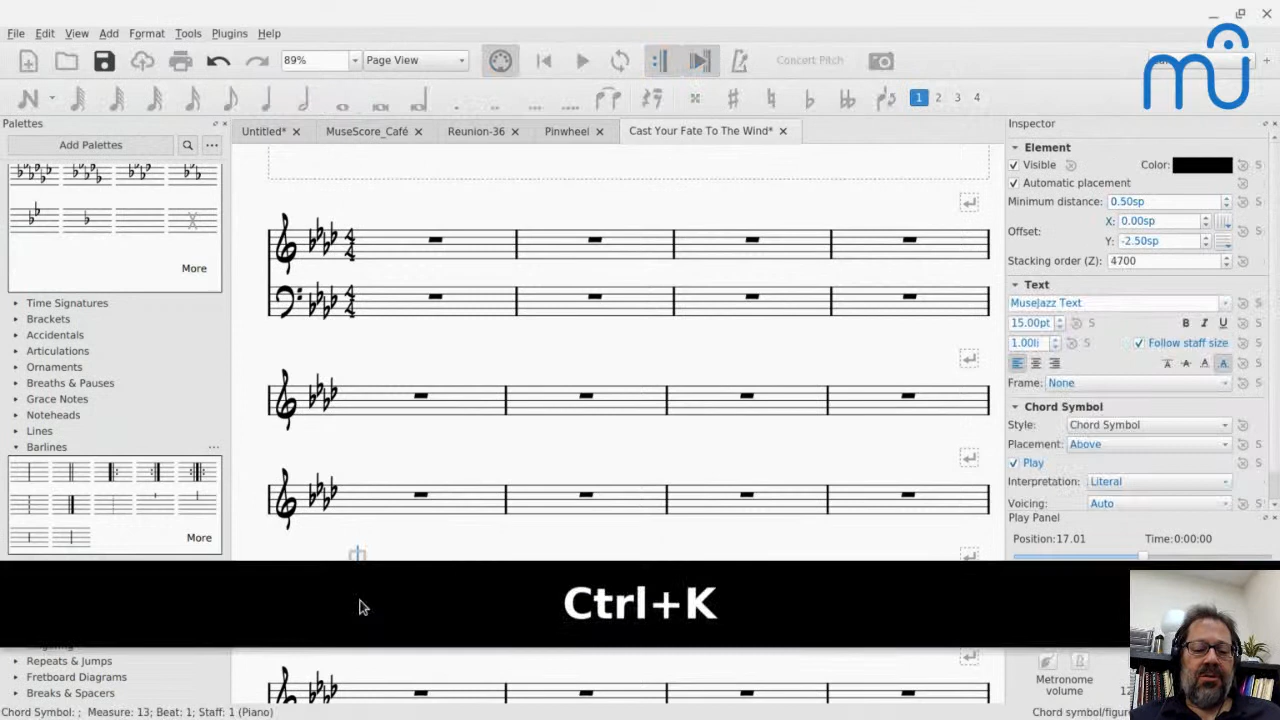 File Edit View Add Format Tools Plugins Help
89% Page View Concert Pitch
1 2 3 4
Palettes
Add Palettes
More
Time Signatures
Brackets
Accidentals
Articulations
Ornaments
Breaths & Pauses
Grace Notes
Noteheads
Lines
Barlines
More
Repeats & Jumps
Fretboard Diagrams
Breaks & Spacers
Untitled* MuseScore_Café Reunion-36 Pinwheel Cast Your Fate To The Wind*
Ctrl+K
Inspector
Element
Visible Color:
Automatic placement
Minimum distance: 0.50sp
Offset: X: 0.00sp
Y: -2.50sp
Stacking order (Z): 4700
Text
MuseJazz Text
15.00pt S B I U
1.00li S Follow staff size
Frame: None
Chord Symbol
Style: Chord Symbol
Placement: Above
Play
Interpretation: Literal
Voicing: Auto
Play Panel
Position:17.01 Time:0:00:00
Metronome
volume
Chord Symbol: ; Measure: 13; Beat: 1; Staff: 1 (Piano)
Chord symbol/figure